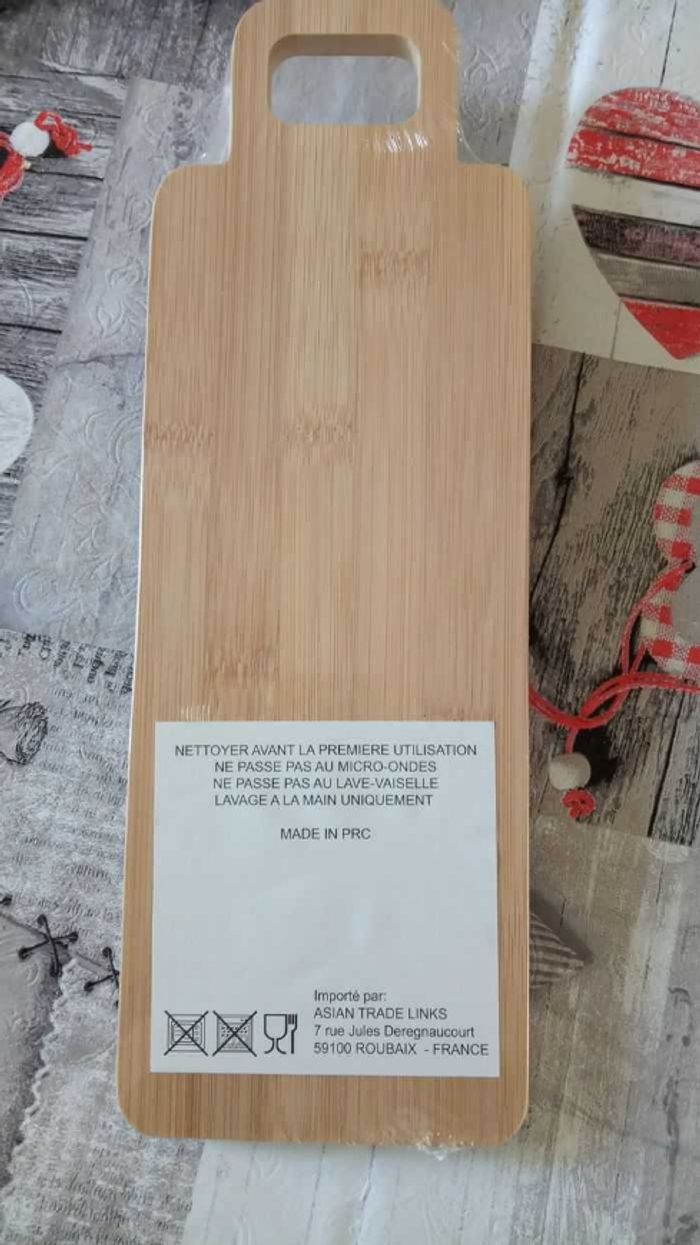 NETTOYER AVANT LA PREMIERE UTILISATION
NE PASSE PAS AU MICRO-ONDES
NE PASSE PAS AU LAVE-VAISELLE
LAVAGE A LA MAIN UNIQUEMENT
MADE IN PRC
Importé par:
ASIAN TRADE LINKS
7 rue Jules Deregnaucourt
59100 ROUBAIX - FRANCE